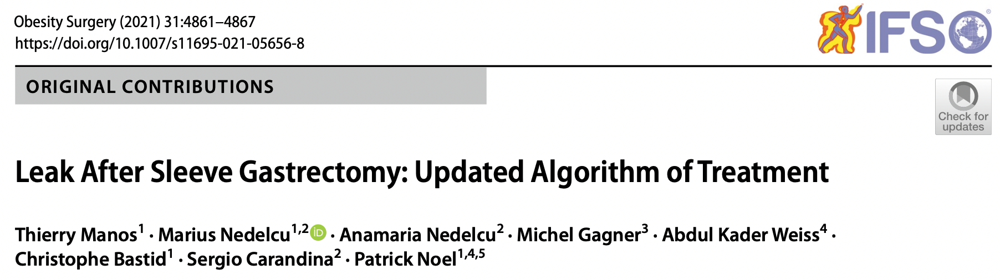 Obesity Surgery (2021) 31:4861–4867
https://doi.org/10.1007/s11695-021-05656-8
IFSO®
ORIGINAL CONTRIBUTIONS
Check for
updates
Leak After Sleeve Gastrectomy: Updated Algorithm of Treatment
Thierry Manos1 · Marius Nedelcu1,2 iD · Anamaria Nedelcu2 · Michel Gagner3 · Abdul Kader Weiss4 ·
Christophe Bastid1 · Sergio Carandina2 · Patrick Noel1,4,5